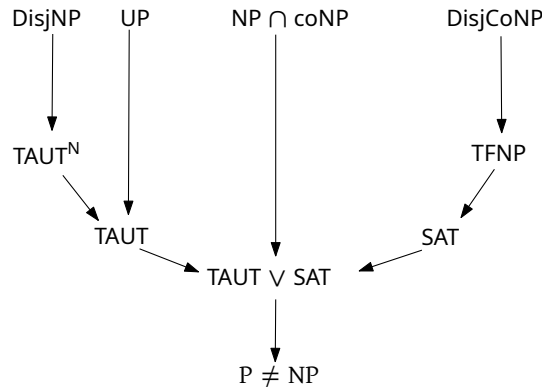 DisjNP UP NP ∩ coNP DisjCoNP
TAUT^N TFNP
TAUT SAT
TAUT ∨ SAT
P ≠ NP